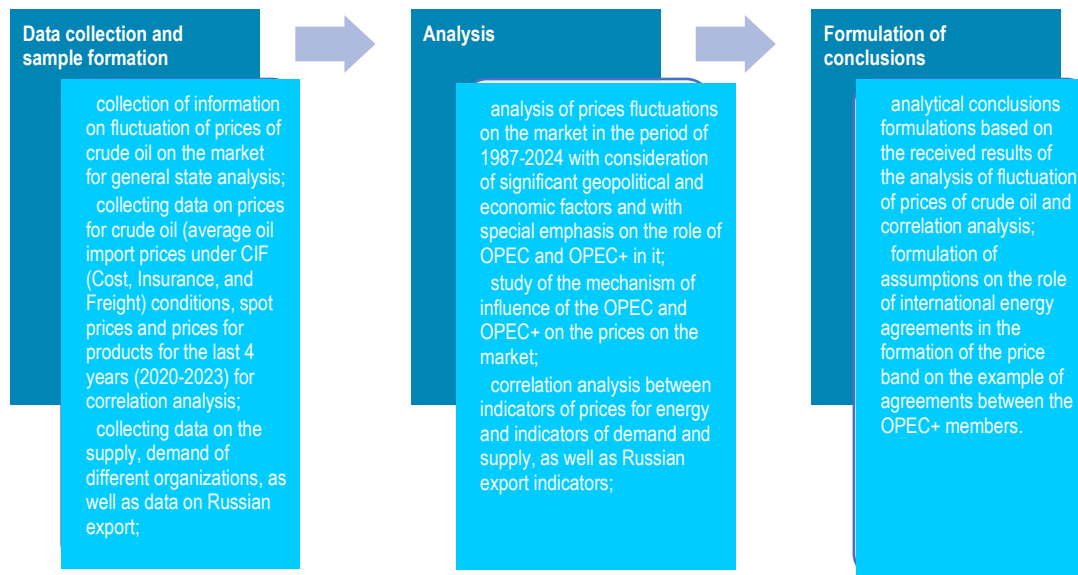 Data collection and
sample formation
collection of information
on fluctuation of prices of
crude oil on the market
for general state analysis;
collecting data on prices
for crude oil (average oil
import prices under CIF
(Cost, Insurance, and
Freight) conditions, spot
prices and prices for
products for the last 4
years (2020-2023) for
correlation analysis;
collecting data on the
supply, demand of
different organizations, as
well as data on Russian
export;
Analysis
analysis of prices fluctuations
on the market in the period of
1987-2024 with consideration
of significant geopolitical and
economic factors and with
special emphasis on the role of
OPEC and OPEC+ in it;
study of the mechanism of
influence of the OPEC and
OPEC+ on the prices on the
market;
correlation analysis between
indicators of prices for energy
and indicators of demand and
supply, as well as Russian
export indicators;
Formulation of
conclusions
analytical conclusions
formulations based on
the received results of
the analysis of fluctuation
of prices of crude oil and
correlation analysis;
formulation of
assumptions on the role
of international energy
agreements in the
formation of the price
band on the example of
agreements between the
OPEC+ members.